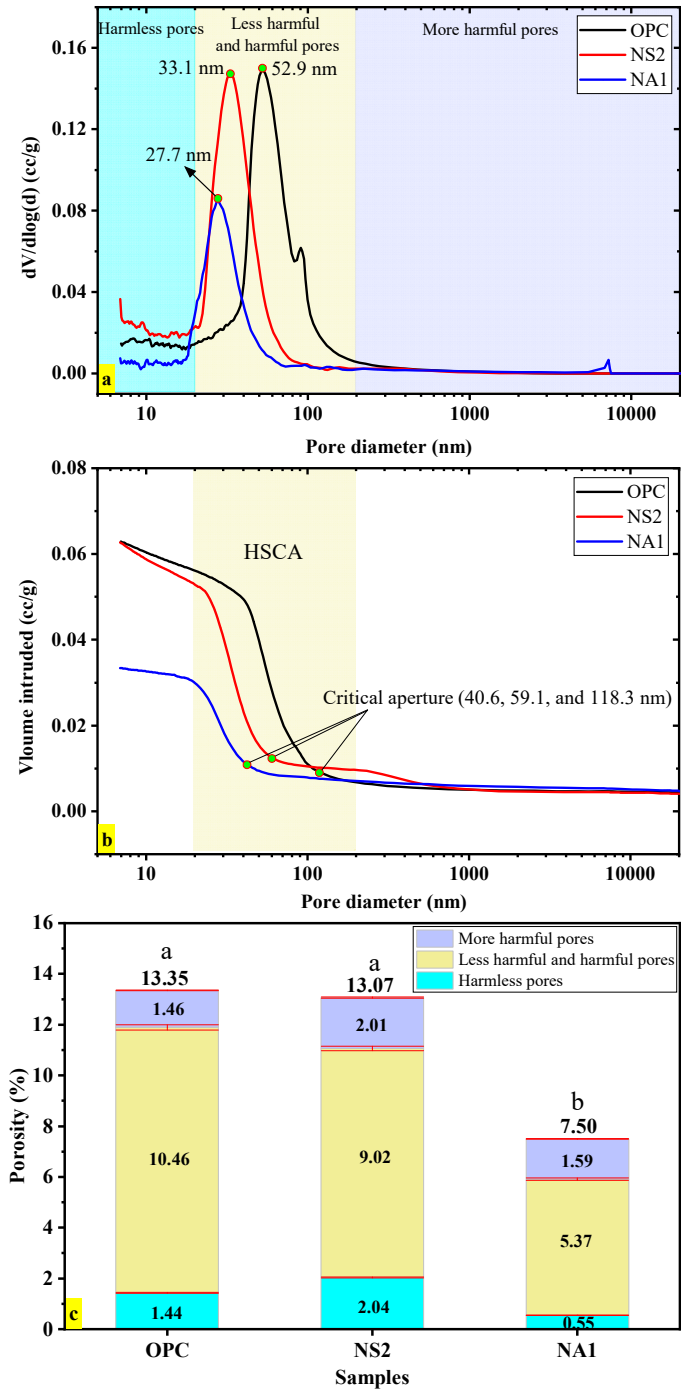 Harmless pores
Less harmful
and harmful pores
More harmful pores
OPC
NS2
NA1
33.1 nm
52.9 nm
27.7 nm
0.16
0.12
0.08
0.04
0.00
dV/dlog(d) (cc/g)
a
10
100
1000
10000
Pore diameter (nm)
0.08
0.06
0.04
0.02
0.00
Vloume intruded (cc/g)
HSCA
OPC
NS2
NA1
Critical aperture (40.6, 59.1, and 118.3 nm)
b
10
100
1000
10000
Pore diameter (nm)
16
14
12
10
8
6
4
2
0
Porosity (%)
More harmful pores
Less harmful and harmful pores
Harmless pores
a
13.35
1.46
10.46
1.44
a
13.07
2.01
9.02
2.04
b
7.50
1.59
5.37
0.55
c
OPC
NS2
NA1
Samples